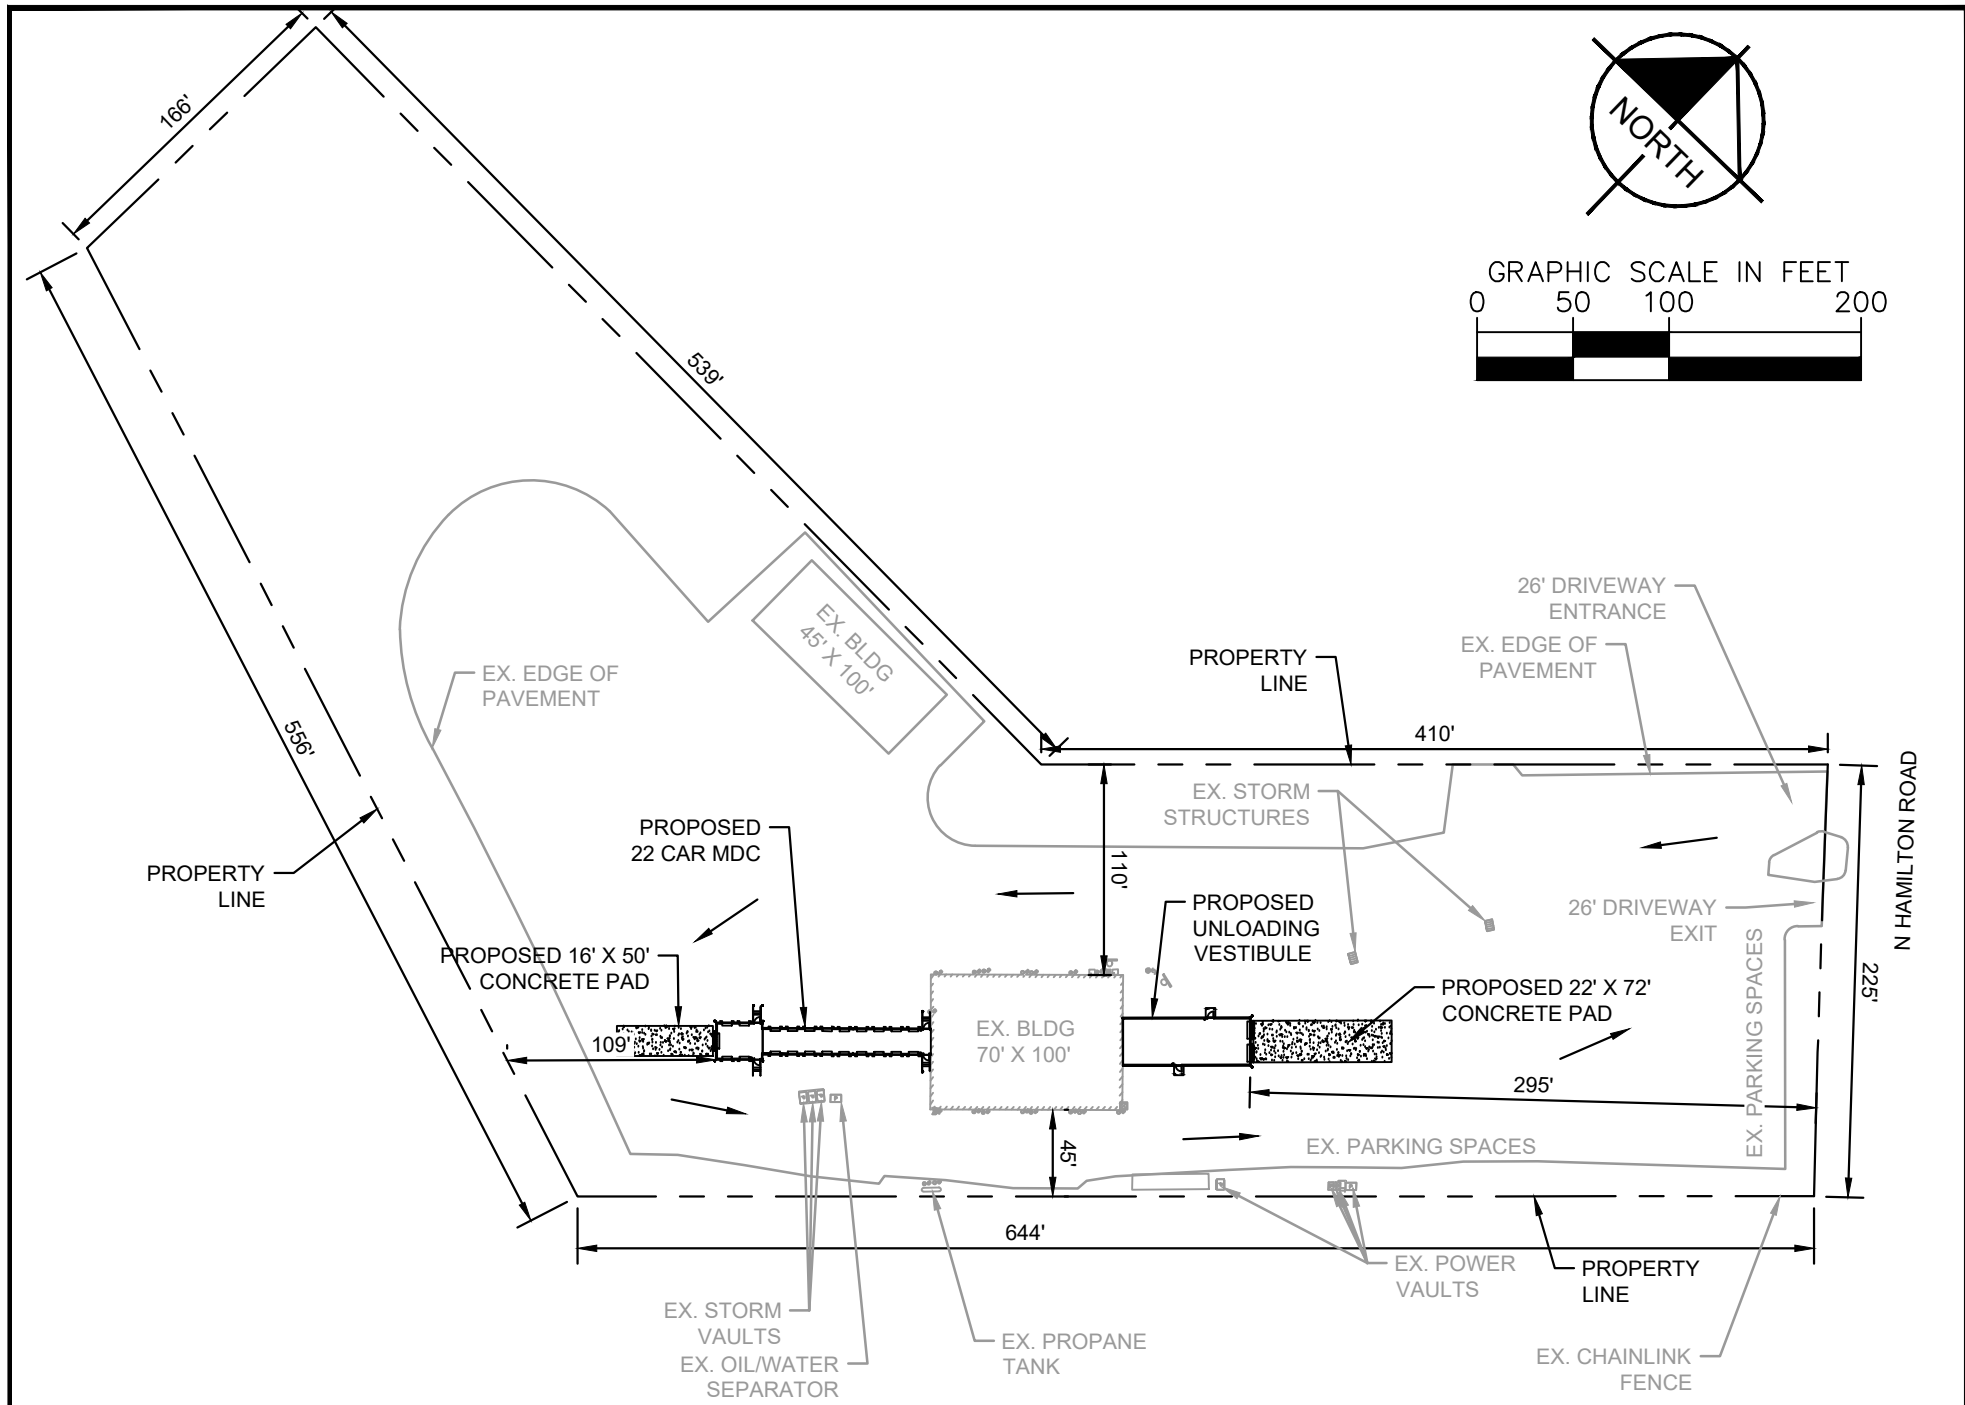 166'
NORTH
GRAPHIC SCALE IN FEET
0 50 100 200
539'
556'
26' DRIVEWAY
ENTRANCE
EX. EDGE OF
PAVEMENT
PROPERTY
LINE
410'
EX. BLDG
45' X 100'
EX. EDGE OF
PAVEMENT
EX. STORM
STRUCTURES
N HAMILTON ROAD
PROPOSED
22 CAR MDC
110'
PROPERTY
LINE
PROPOSED
UNLOADING
VESTIBULE
26' DRIVEWAY
EXIT
EX. PARKING SPACES
225'
PROPOSED 16' X 50'
CONCRETE PAD
PROPOSED 22' X 72'
CONCRETE PAD
EX. BLDG
70' X 100'
109'
295'
45'
EX. PARKING SPACES
644'
EX. POWER
VAULTS
PROPERTY
LINE
EX. STORM
VAULTS
EX. OIL/WATER
SEPARATOR
EX. PROPANE
TANK
EX. CHAINLINK
FENCE